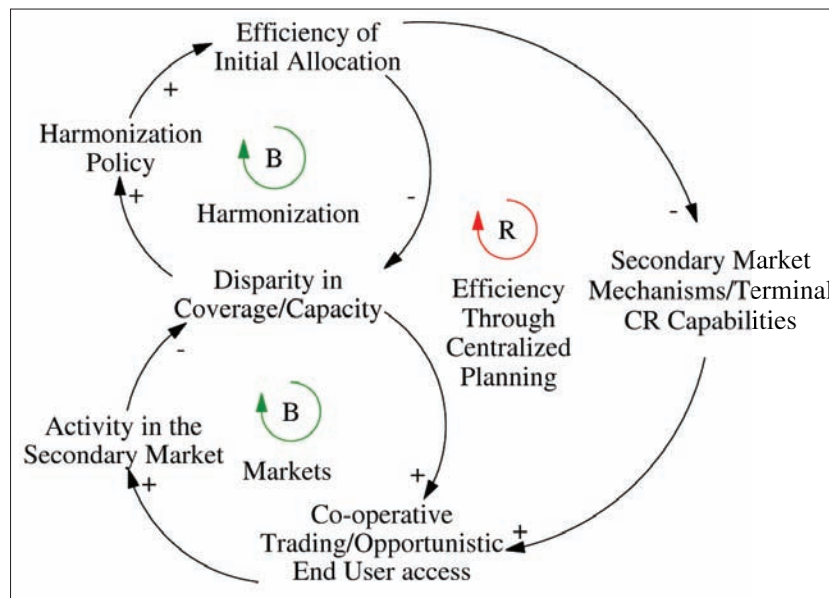 Efficiency of
Initial Allocation
+
Harmonization
Policy
B
+
Harmonization
-
R
-
Disparity in
Coverage/Capacity
Efficiency
Through
Centralized
Planning
Secondary Market
Mechanisms/Terminal
CR Capabilities
-
B
Activity in the
Secondary Market
Markets
+
+
Co-operative
Trading/Opportunistic
End User access
+